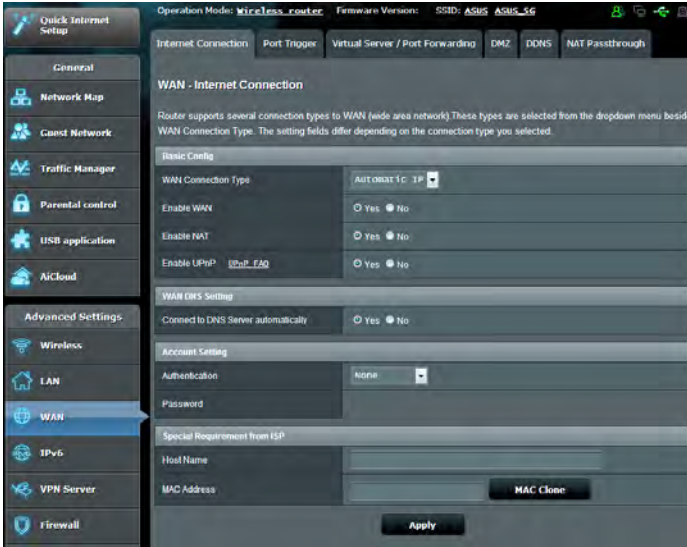 Quick Internet
Setup
General
Network Map
Guest Network
Traffic Manager
Parental control
USB application
AiCloud
Advanced Settings
Wireless
LAN
WAN
IPv6
VPN Server
Firewall
Operation Mode: Wireless router Firmware Version: SSID: ASUS ASUS_5G
Internet Connection Port Trigger Virtual Server / Port Forwarding DMZ DDNS NAT Passthrough
WAN - Internet Connection
Router supports several connection types to WAN (wide area network).These types are selected from the dropdown menu besid
WAN Connection Type. The setting fields differ depending on the connection type you selected.
Basic Config
WAN Connection Type Automatic IP
Enable WAN Yes No
Enable NAT Yes No
Enable UPnP UPnP FAQ Yes No
WAN DNS Setting
Connect to DNS Server automatically Yes No
Account Setting
Authentication None
Password
Special Requirement from ISP
Host Name
MAC Address MAC Clone
Apply